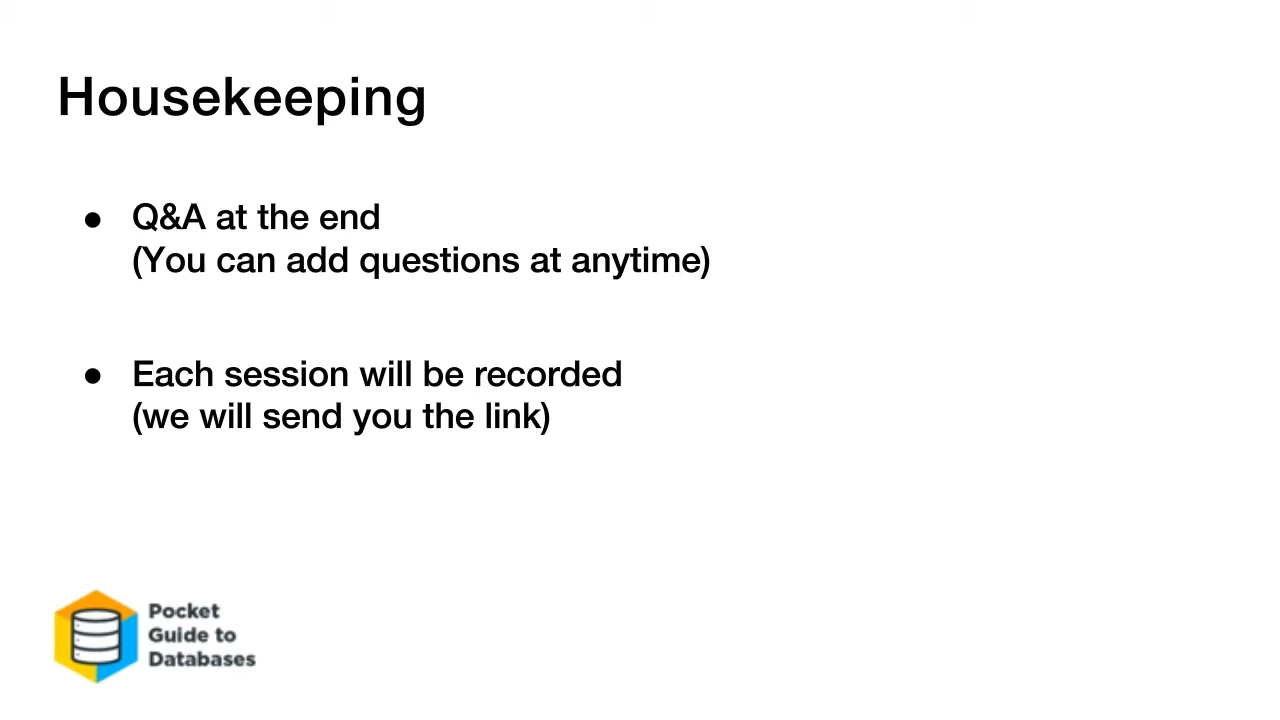 Housekeeping
● Q&A at the end
(You can add questions at anytime)
● Each session will be recorded
(we will send you the link)
Pocket
Guide to
Databases